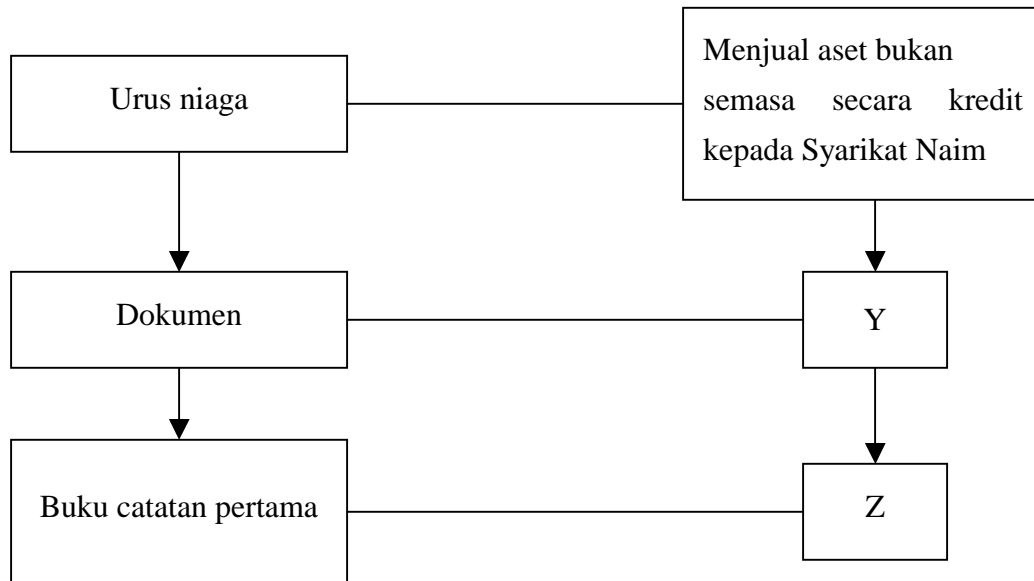 Urus niaga
Menjual aset bukan
semasa secara kredit
kepada Syarikat Naim
Dokumen
Y
Buku catatan pertama
Z